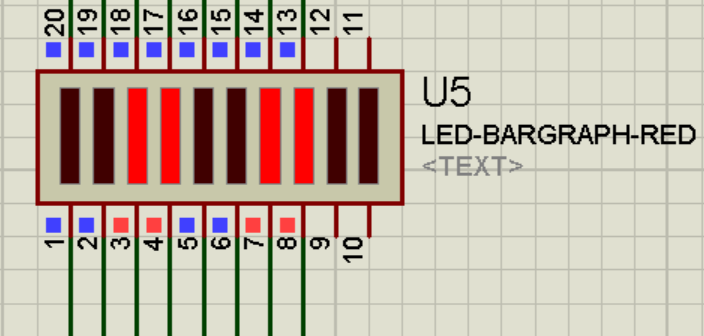 20 19 18 17 16 15 14 13 12 11
U5
LED-BARGRAPH-RED
<TEXT>
1 2 3 4 5 6 7 8 9 10